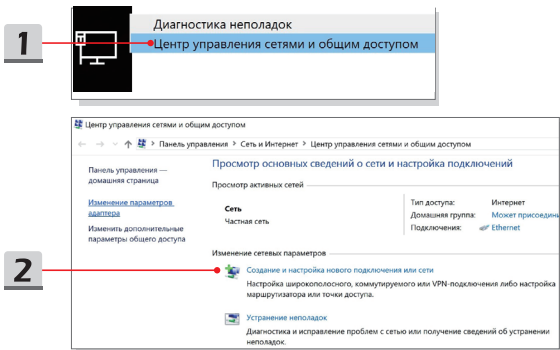 1
Диагностика неполадок
Центр управления сетями и общим доступом
Центр управления сетями и общим доступом
Панель управления > Сеть и Интернет > Центр управления сетями и общим доступом
Панель управления —
домашняя страница
Изменение параметров
адаптера
Изменить дополнительные
параметры общего доступа
Просмотр основных сведений о сети и настройка подключений
Просмотр активных сетей
Сеть
Частная сеть
Тип доступа: Интернет
Домашняя группа: Может присоедин
Подключения: Ethernet
Изменение сетевых параметров
2
Создание и настройка нового подключения или сети
Настройка широкополосного, коммутируемого или VPN-подключения либо настройка
маршрутизатора или точки доступа.
Устранение неполадок
Диагностика и исправление проблем с сетью или получение сведений об устранении
неполадок.